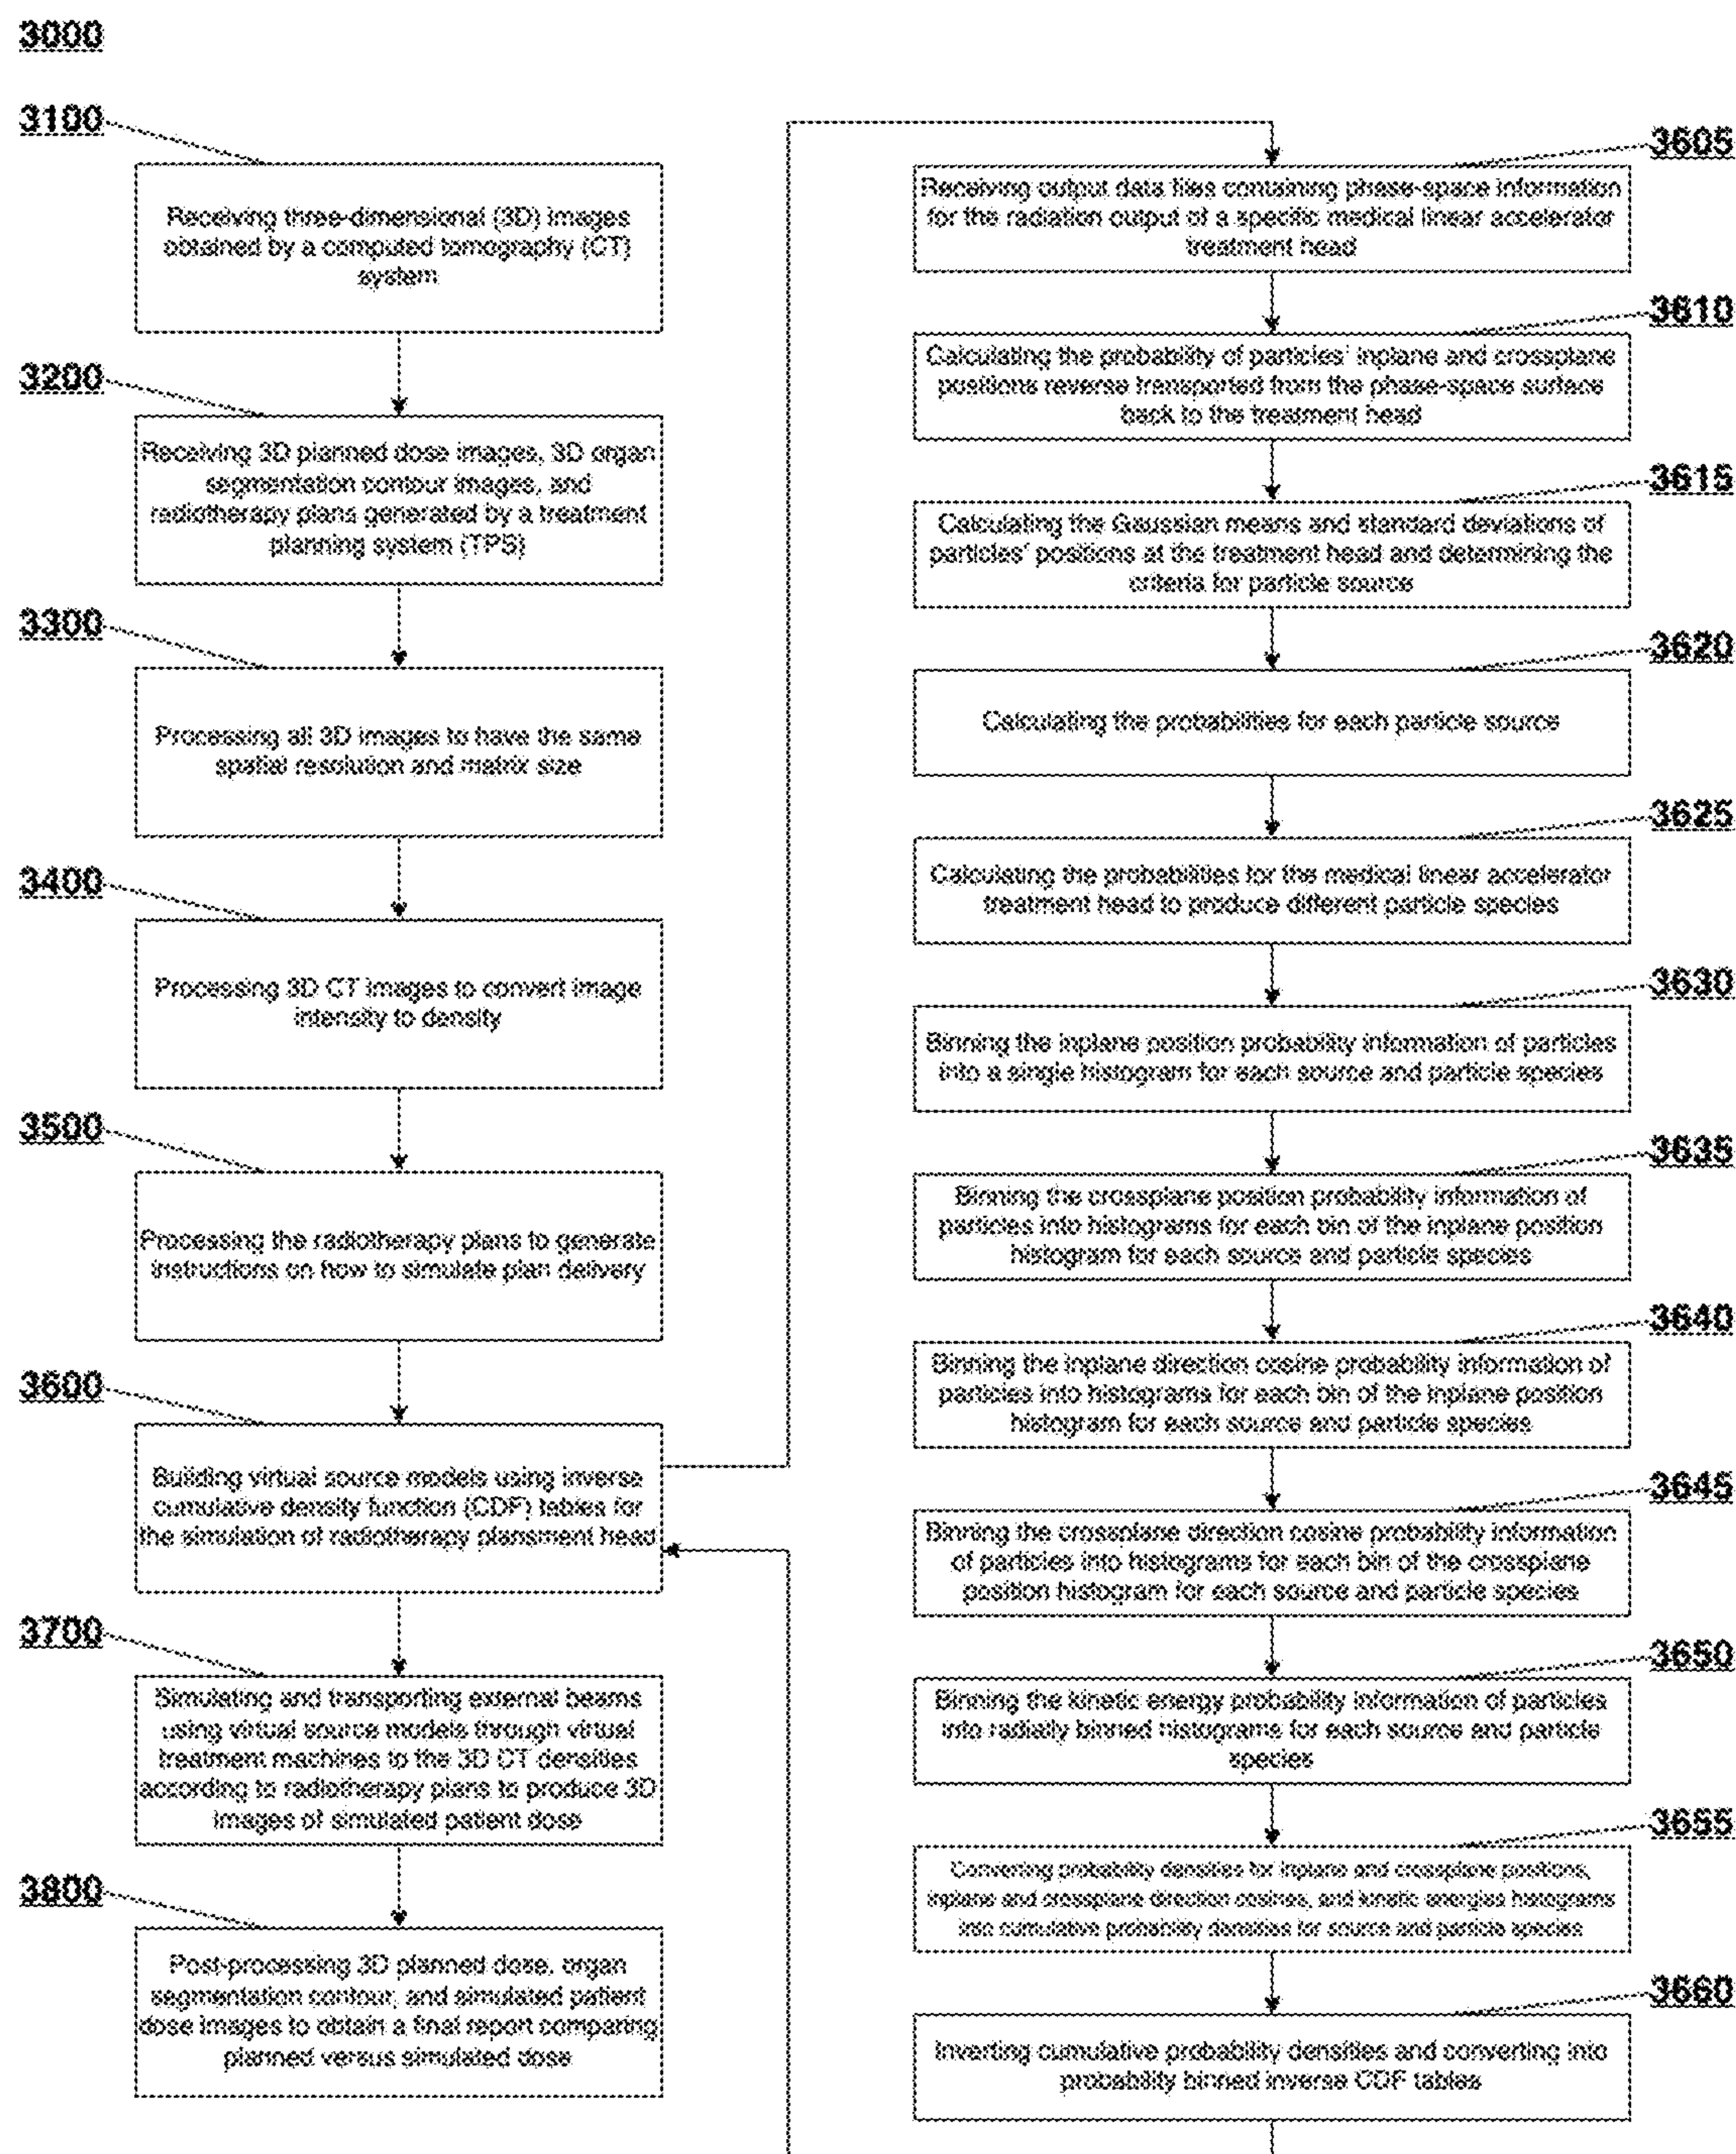 3000
3100
Receiving three-dimensional (3D) images
obtained by a computed tomography (CT)
system
3200
Receiving 3D planned dose images, 3D organ
segmentation contour images, and
radiotherapy plans generated by a treatment
planning system (TPS)
3300
Processing all 3D images to have the same
spatial resolution and matrix size
3400
Processing 3D CT images to convert image
intensity to density
3500
Processing the radiotherapy plans to generate
instructions on how to simulate plan delivery
3600
Building virtual source models using inverse
cumulative density function (CDF) tables for
the simulation of radiotherapy plansment head
3700
Simulating and transporting external beams
using virtual source models through virtual
treatment machines to the 3D CT densities
according to radiotherapy plans to produce 3D
images of simulated patient dose
3800
Post-processing 3D planned dose, organ
segmentation contour, and simulated patient
dose images to obtain a final report comparing
planned versus simulated dose
3605
Receiving output data files containing phase-space information
for the radiation output of a specific medical linear accelerator
treatment head
3610
Calculating the probability of particles' inplane and crossplane
positions reverse transported from the phase-space surface
back to the treatment head
3615
Calculating the Gaussian means and standard deviations of
particles' positions at the treatment head and determining the
criteria for particle source
3620
Calculating the probabilities for each particle source
3625
Calculating the probabilities for the medical linear accelerator
treatment head to produce different particle species
3630
Binning the inplane position probability information of particles
into a single histogram for each source and particle species
3635
Binning the crossplane position probability information of
particles into histograms for each bin of the inplane position
histogram for each source and particle species
3640
Binning the inplane direction cosine probability information of
particles into histograms for each bin of the inplane position
histogram for each source and particle species
3645
Binning the crossplane direction cosine probability information
of particles into histograms for each bin of the crossplane
position histogram for each source and particle species
3650
Binning the kinetic energy probability information of particles
into radially binned histograms for each source and particle
species
3655
Converting probability densities for inplane and crossplane positions,
inplane and crossplane direction cosines, and kinetic energies histograms
into cumulative probability densities for source and particle species
3660
Inverting cumulative probability densities and converting into
probability binned inverse CDF tables